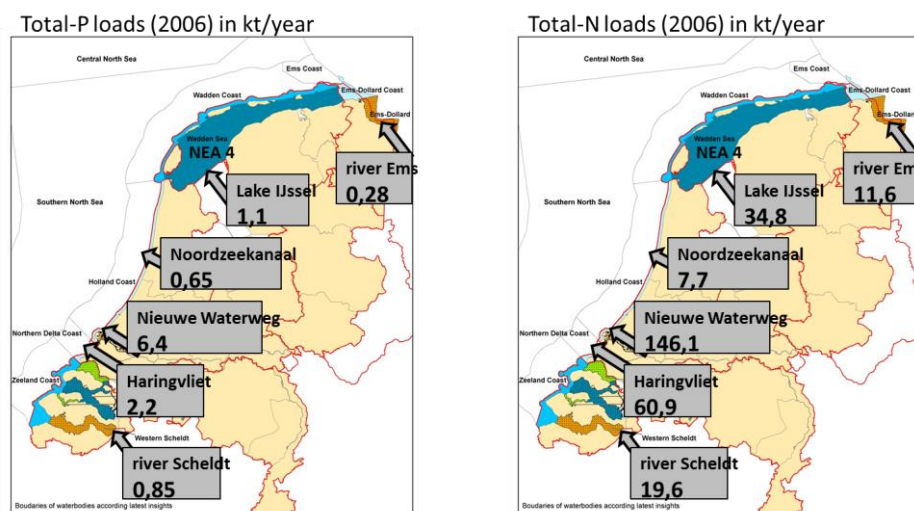 Total-P loads (2006) in kt/year
Central North Sea
Ems Coast
Wadden Coast
Ems-Dollard Coast
Ems-Dollard
Wadden Sea
NEA 4
river Ems
0,28
Lake IJssel
1,1
Southern North Sea
Noordzeekanaal
0,65
Holland Coast
Nieuwe Waterweg
6,4
Northern Delta Coast
Zeeland Coast
Haringvliet
2,2
Western Scheldt
river Scheldt
0,85
Boudaries of waterbodies according latest insights
Total-N loads (2006) in kt/year
Central North Sea
Ems Coast
Wadden Coast
Ems-Dollard Coast
Ems-Dollard
Wadden Sea
NEA 4
river Em
11,6
Lake IJssel
34,8
Southern North Sea
Noordzeekanaal
7,7
Holland Coast
Nieuwe Waterweg
146,1
Northern Delta Coast
Zeeland Coast
Haringvliet
60,9
Western Scheldt
river Scheldt
19,6
Boudaries of waterbodies according latest insights